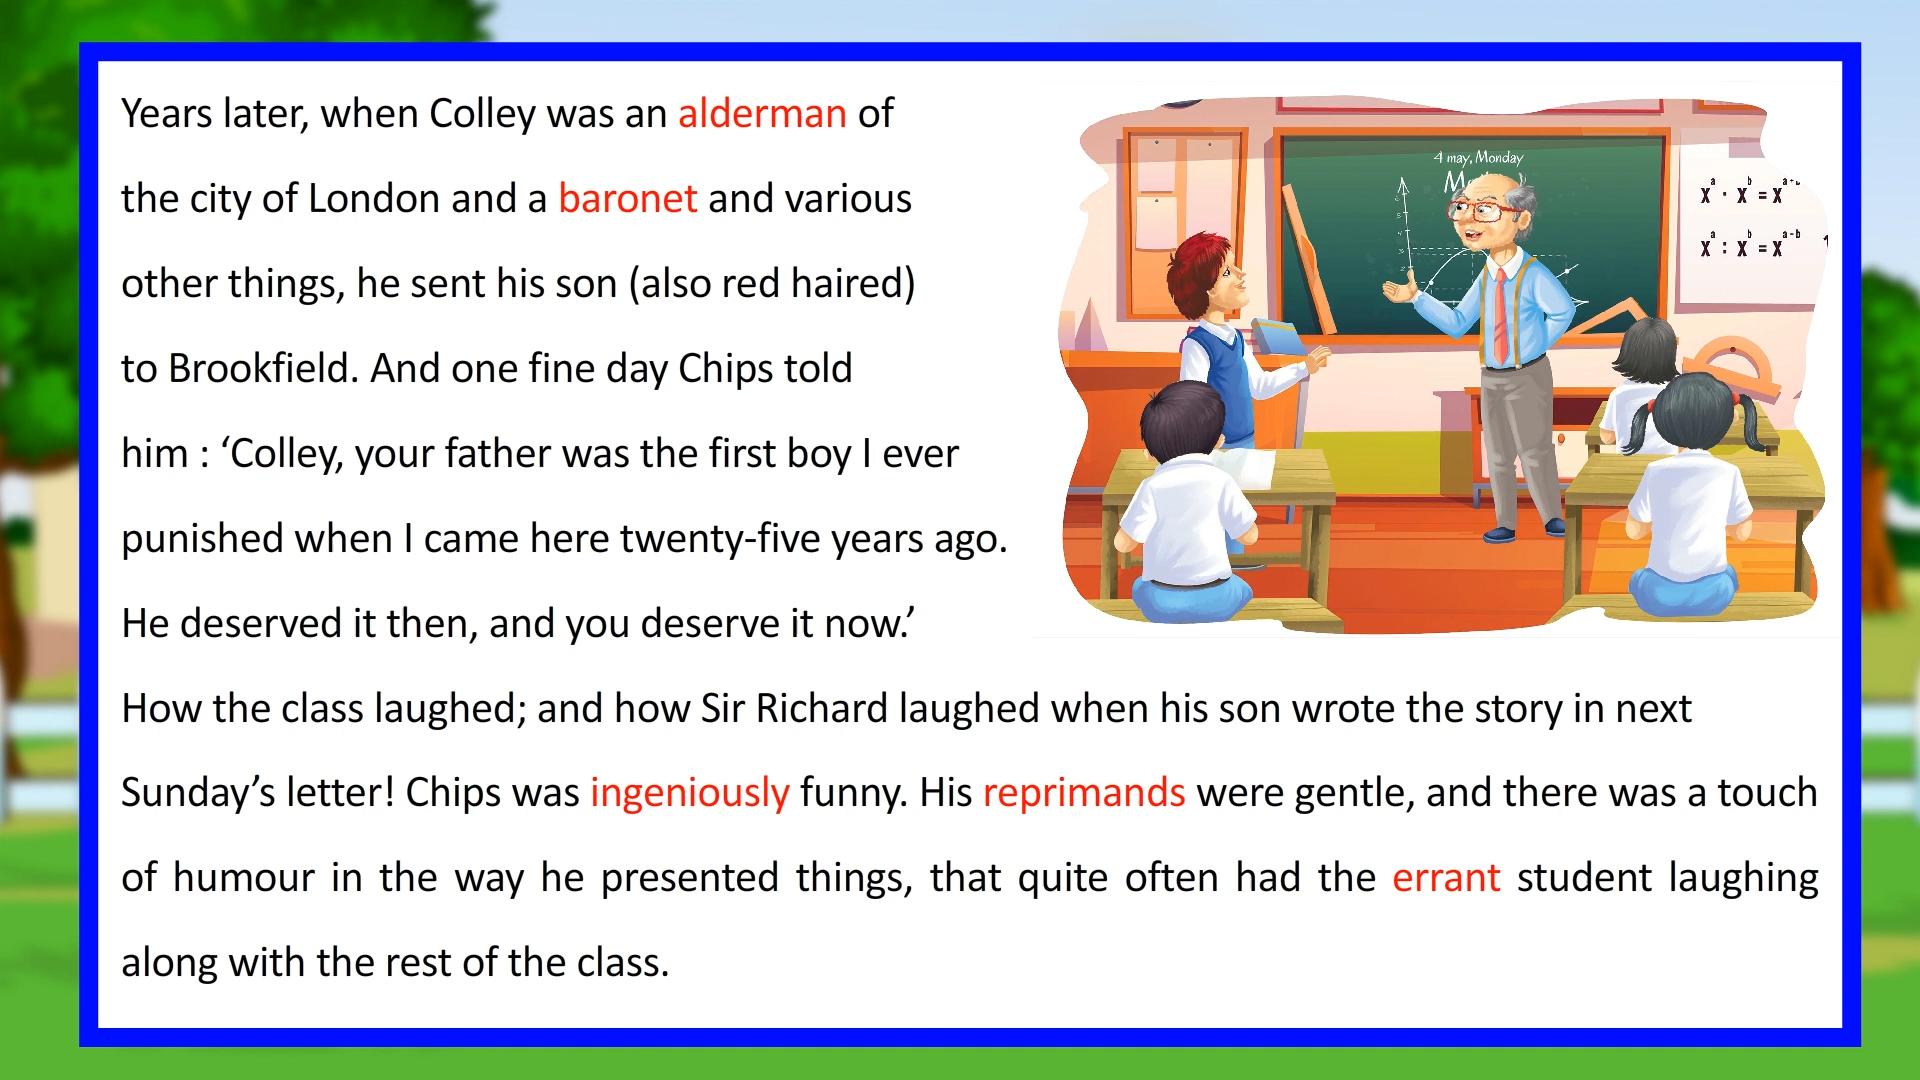 Years later, when Colley was an alderman of
the city of London and a baronet and various
other things, he sent his son (also red haired)
to Brookfield. And one fine day Chips told
him : ‘Colley, your father was the first boy I ever
punished when I came here twenty-five years ago.
He deserved it then, and you deserve it now.’
How the class laughed; and how Sir Richard laughed when his son wrote the story in next
Sunday’s letter! Chips was ingeniously funny. His reprimands were gentle, and there was a touch
of humour in the way he presented things, that quite often had the errant student laughing
along with the rest of the class.
4 may, Monday
xᵃ · xᵇ = xᵃ⁺
xᵃ : xᵇ = xᵃ⁻ᵇ